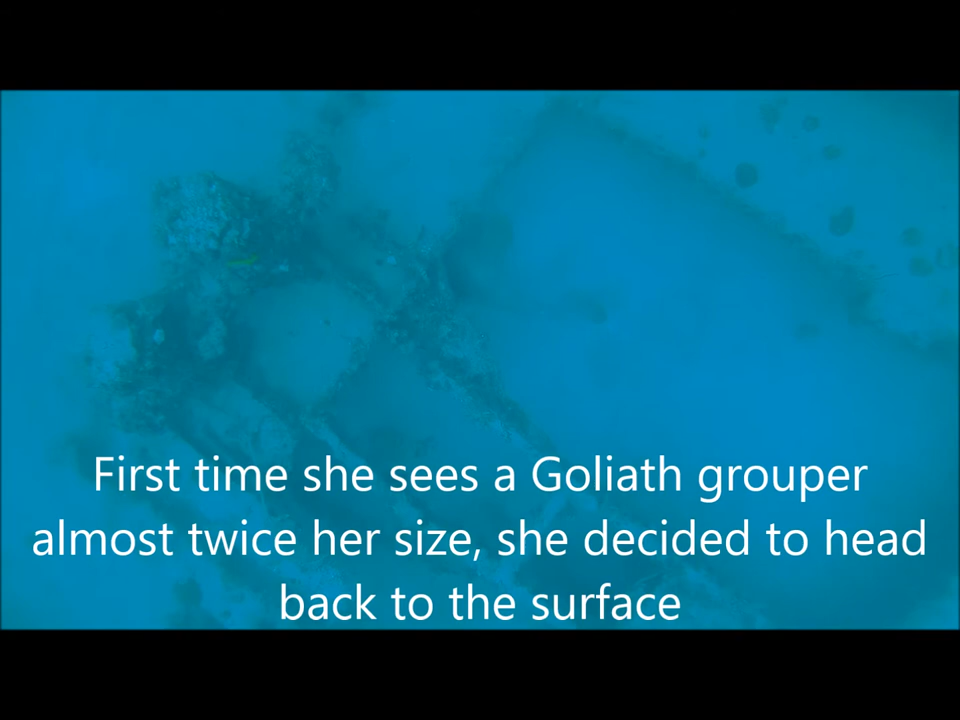 First time she sees a Goliath grouper
almost twice her size, she decided to head
back to the surface